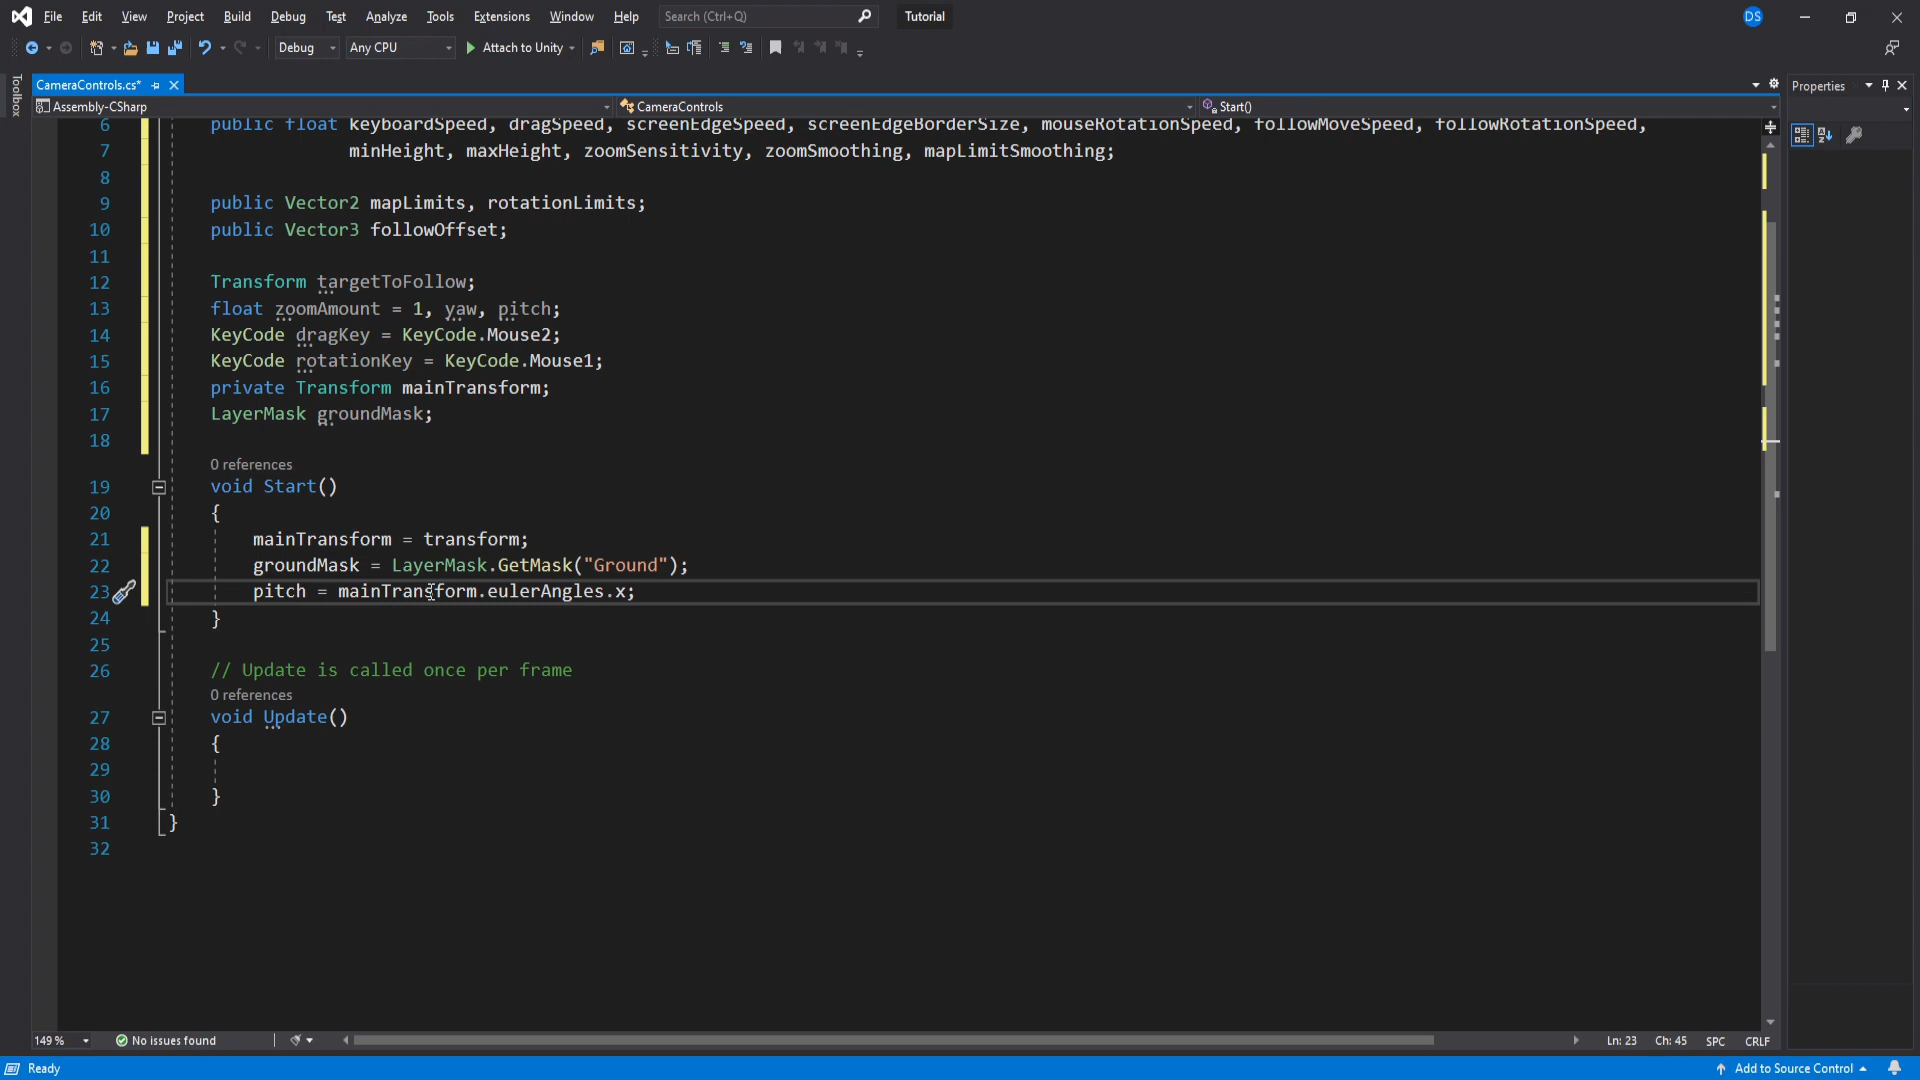 File Edit View Project Build Debug Test Analyze Tools Extensions Window Help Search (Ctrl+Q) Tutorial DS
Debug Any CPU Attach to Unity
CameraControls.cs* Properties
Toolbox
Assembly-CSharp CameraControls Start()
6 public float keyboardSpeed, dragSpeed, screenEdgeSpeed, screenEdgeBorderSize, mouseRotationSpeed, followMoveSpeed, followRotationSpeed,
7 minHeight, maxHeight, zoomSensitivity, zoomSmoothing, mapLimitSmoothing;
8
9 public Vector2 mapLimits, rotationLimits;
10 public Vector3 followOffset;
11
12 Transform targetToFollow;
13 float zoomAmount = 1, yaw, pitch;
14 KeyCode dragKey = KeyCode.Mouse2;
15 KeyCode rotationKey = KeyCode.Mouse1;
16 private Transform mainTransform;
17 LayerMask groundMask;
18
0 references
19 void Start()
20 {
21 mainTransform = transform;
22 groundMask = LayerMask.GetMask("Ground");
23 pitch = mainTransform.eulerAngles.x;
24 }
25
26 // Update is called once per frame
0 references
27 void Update()
28 {
29
30 }
31 }
32
149 % No issues found Ln: 23 Ch: 45 SPC CRLF
Ready Add to Source Control